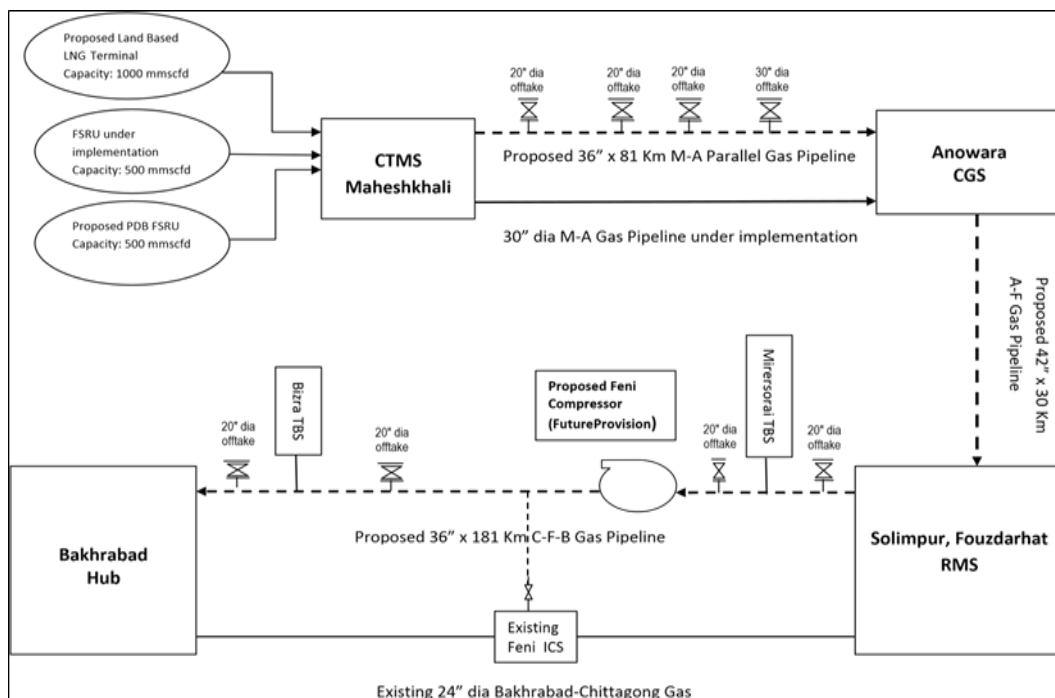 Proposed Land Based
LNG Terminal
Capacity: 1000 mmscfd
FSRU under
implementation
Capacity: 500 mmscfd
Proposed PDB FSRU
Capacity: 500 mmscfd
CTMS
Maheshkhali
20" dia
offtake
20" dia
offtake
20" dia
offtake
30" dia
offtake
Proposed 36” x 81 Km M-A Parallel Gas Pipeline
30” dia M-A Gas Pipeline under implementation
Anowara
CGS
Proposed 42” x 30 Km
A-F Gas Pipeline
20" dia
offtake
Bizra TBS
20" dia
offtake
Proposed Feni
Compressor
(FutureProvision)
20" dia
offtake
Mirersorai TBS
20" dia
offtake
Proposed 36” x 181 Km C-F-B Gas Pipeline
Bakhrabad
Hub
Solimpur, Fouzdarhat
RMS
Existing
Feni ICS
Existing 24” dia Bakhrabad-Chittagong Gas